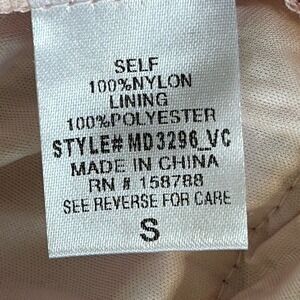 SELF
100%NYLON
LINING
100%POLYESTER
STYLE# MD3296_VC
MADE IN CHINA
RN # 158788
SEE REVERSE FOR CARE
S